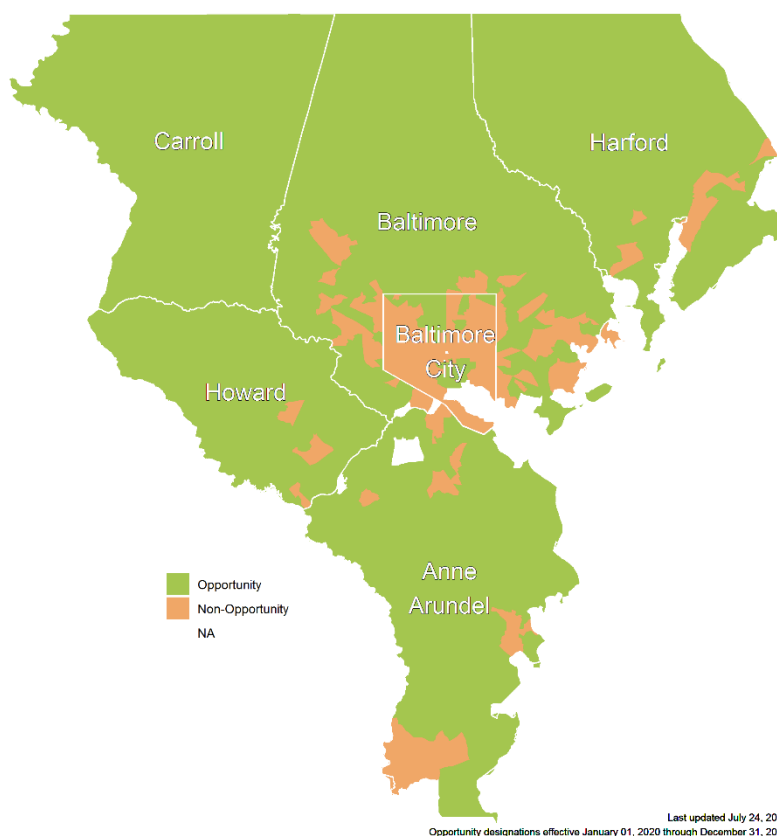 Carroll
Harford
Baltimore
Baltimore
City
Howard
Anne
Arundel
Opportunity
Non-Opportunity
NA
Last updated July 24, 20
Opportunity designations effective January 01, 2020 through December 31, 20